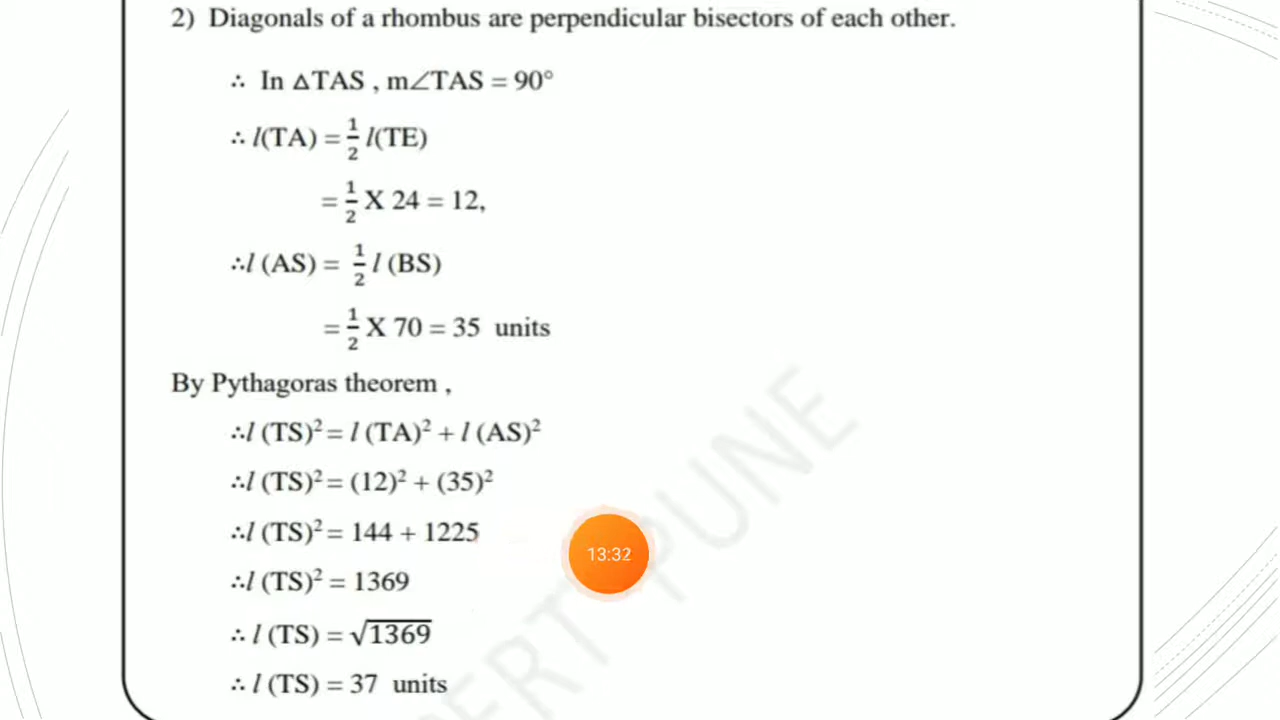 2) Diagonals of a rhombus are perpendicular bisectors of each other.
∴ In △TAS , m∠TAS = 90°
∴ l(TA) = 1/2 l(TE)
= 1/2 X 24 = 12,
∴l (AS) = 1/2 l (BS)
= 1/2 X 70 = 35 units
By Pythagoras theorem ,
∴l (TS)² = l (TA)² + l (AS)²
∴l (TS)² = (12)² + (35)²
∴l (TS)² = 144 + 1225
13:32
∴l (TS)² = 1369
∴ l (TS) = √1369
∴ l (TS) = 37 units
PUNE